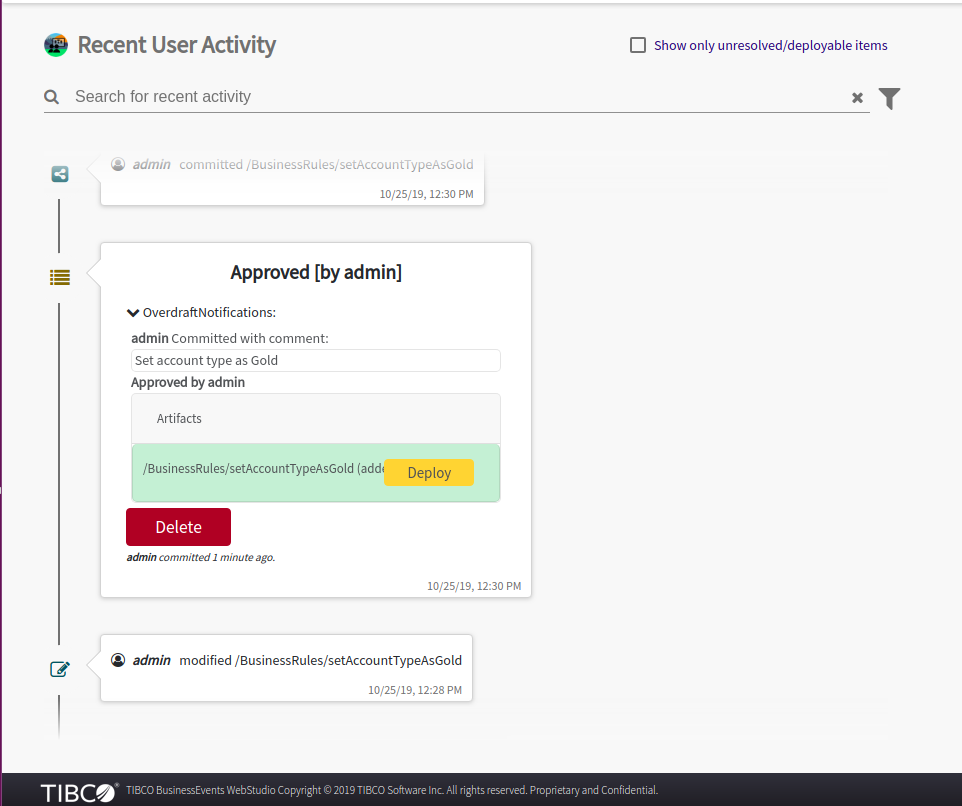 Recent User Activity
Show only unresolved/deployable items
Search for recent activity
admin committed /BusinessRules/setAccountTypeAsGold
10/25/19, 12:30 PM
Approved [by admin]
OverdraftNotifications:
admin Committed with comment:
Set account type as Gold
Approved by admin
Artifacts
/BusinessRules/setAccountTypeAsGold (adde
Deploy
Delete
admin committed 1 minute ago.
10/25/19, 12:30 PM
admin modified /BusinessRules/setAccountTypeAsGold
10/25/19, 12:28 PM
TIBCO® TIBCO BusinessEvents WebStudio Copyright © 2019 TIBCO Software Inc. All rights reserved. Proprietary and Confidential.